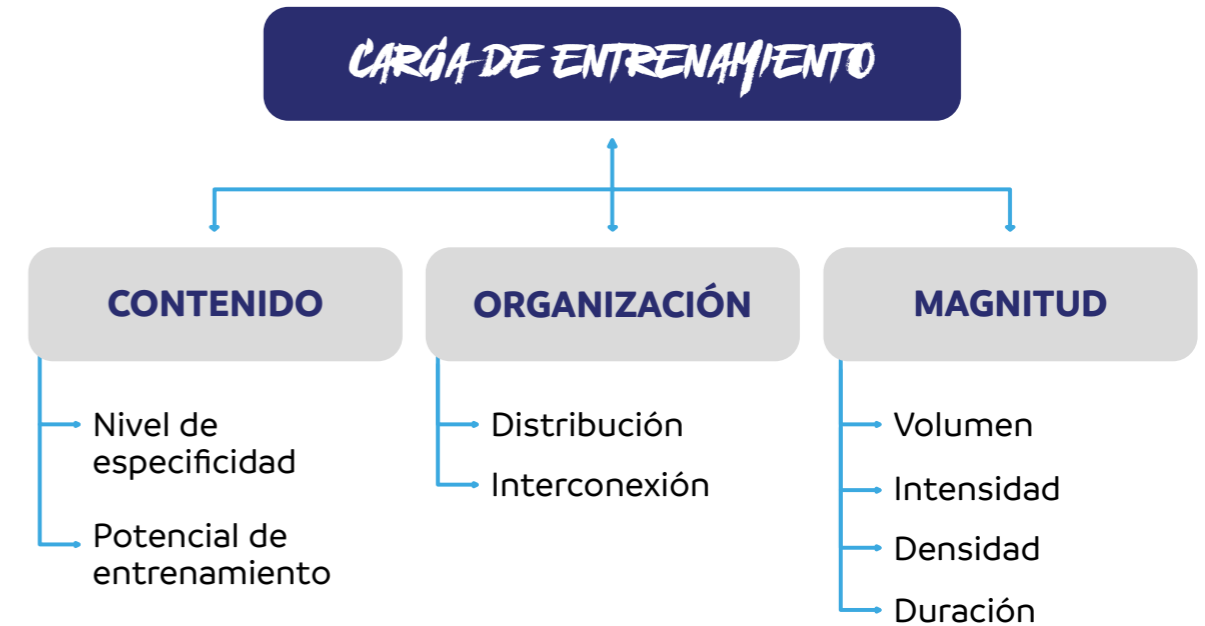 CARGA DE ENTRENAMIENTO
CONTENIDO
Nivel de
especificidad
Potencial de
entrenamiento
ORGANIZACIÓN
Distribución
Interconexión
MAGNITUD
Volumen
Intensidad
Densidad
Duración